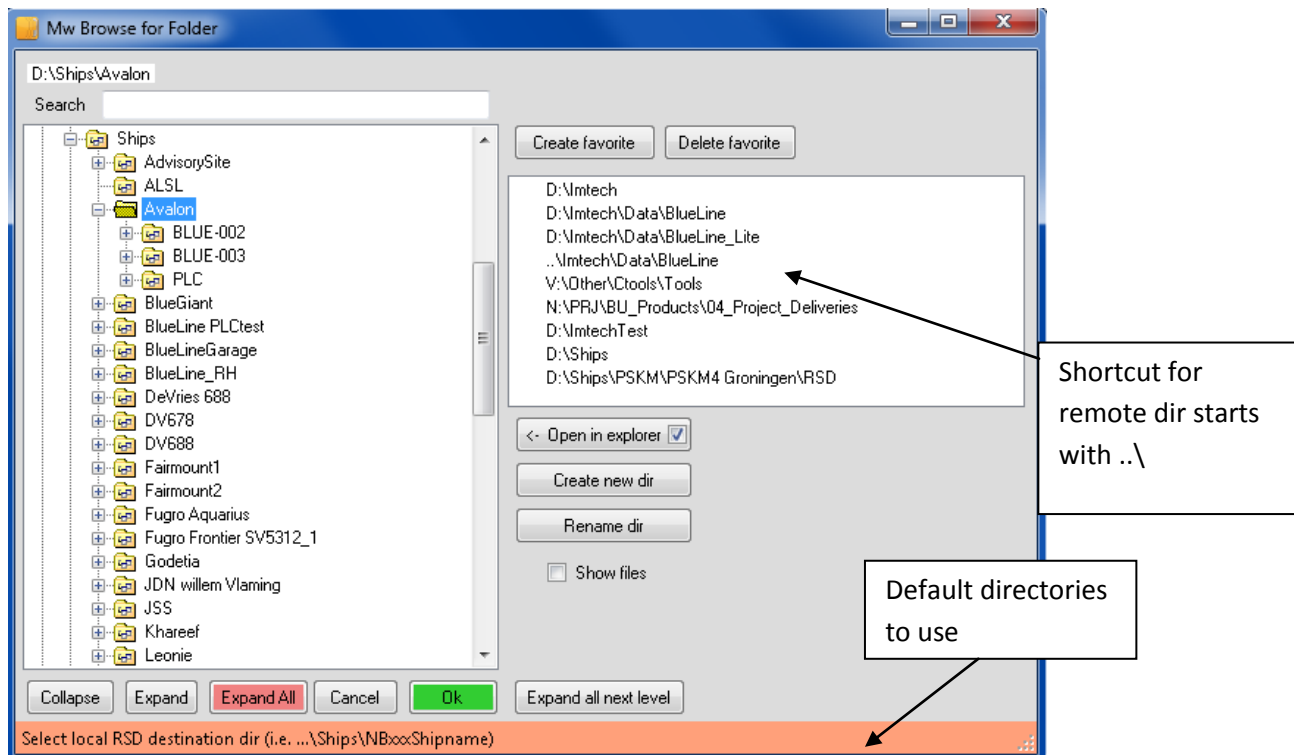 Mw Browse for Folder
D:\Ships\Avalon
Search
Ships
AdvisorySite
ALSL
Avalon
BLUE-002
BLUE-003
PLC
BlueGiant
BlueLine PLCtest
BlueLineGarage
BlueLine_RH
DeVries 688
DV678
DV688
Fairmount1
Fairmount2
Fugro Aquarius
Fugro Frontier SV5312_1
Godetia
JDN willem Vlaming
JSS
Khareef
Leonie
Create favorite Delete favorite
D:\Imtech
D:\Imtech\Data\BlueLine
D:\Imtech\Data\BlueLine_Lite
..\Imtech\Data\BlueLine
V:\Other\Ctools\Tools
N:\PRJ\BU_Products\04_Project_Deliveries
D:\ImtechTest
D:\Ships
D:\Ships\PSKM\PSKM4 Groningen\RSD
<- Open in explorer
Create new dir
Rename dir
Show files
Shortcut for
remote dir starts
with ..\
Default directories
to use
Collapse Expand Expand All Cancel Ok Expand all next level
Select local RSD destination dir (i.e. ...\Ships\NBxxxShipname)